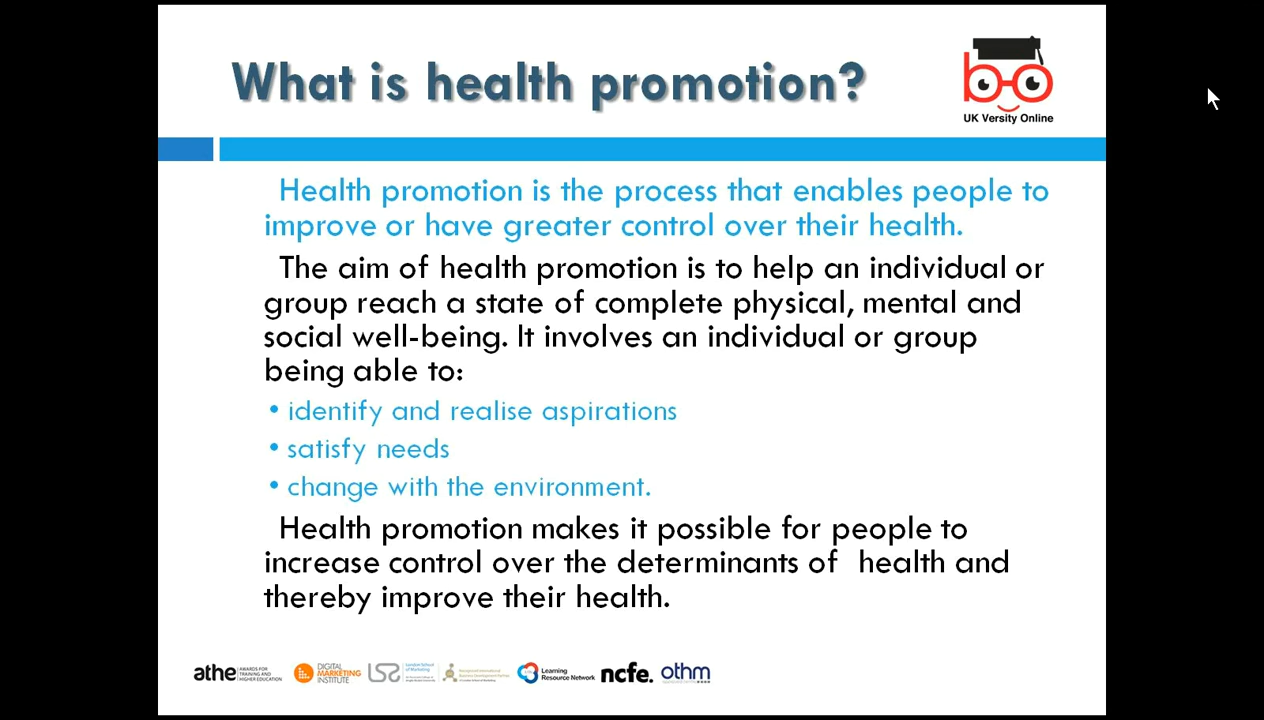 What is health promotion?
UK Versity Online
Health promotion is the process that enables people to
improve or have greater control over their health.
The aim of health promotion is to help an individual or
group reach a state of complete physical, mental and
social well-being. It involves an individual or group
being able to:
• identify and realise aspirations
• satisfy needs
• change with the environment.
Health promotion makes it possible for people to
increase control over the determinants of health and
thereby improve their health.
athe AWARDS FOR TRAINING AND HIGHER EDUCATION
DIGITAL MARKETING INSTITUTE
LSM London School of Marketing
Learning Resource Network
ncfe.
othm